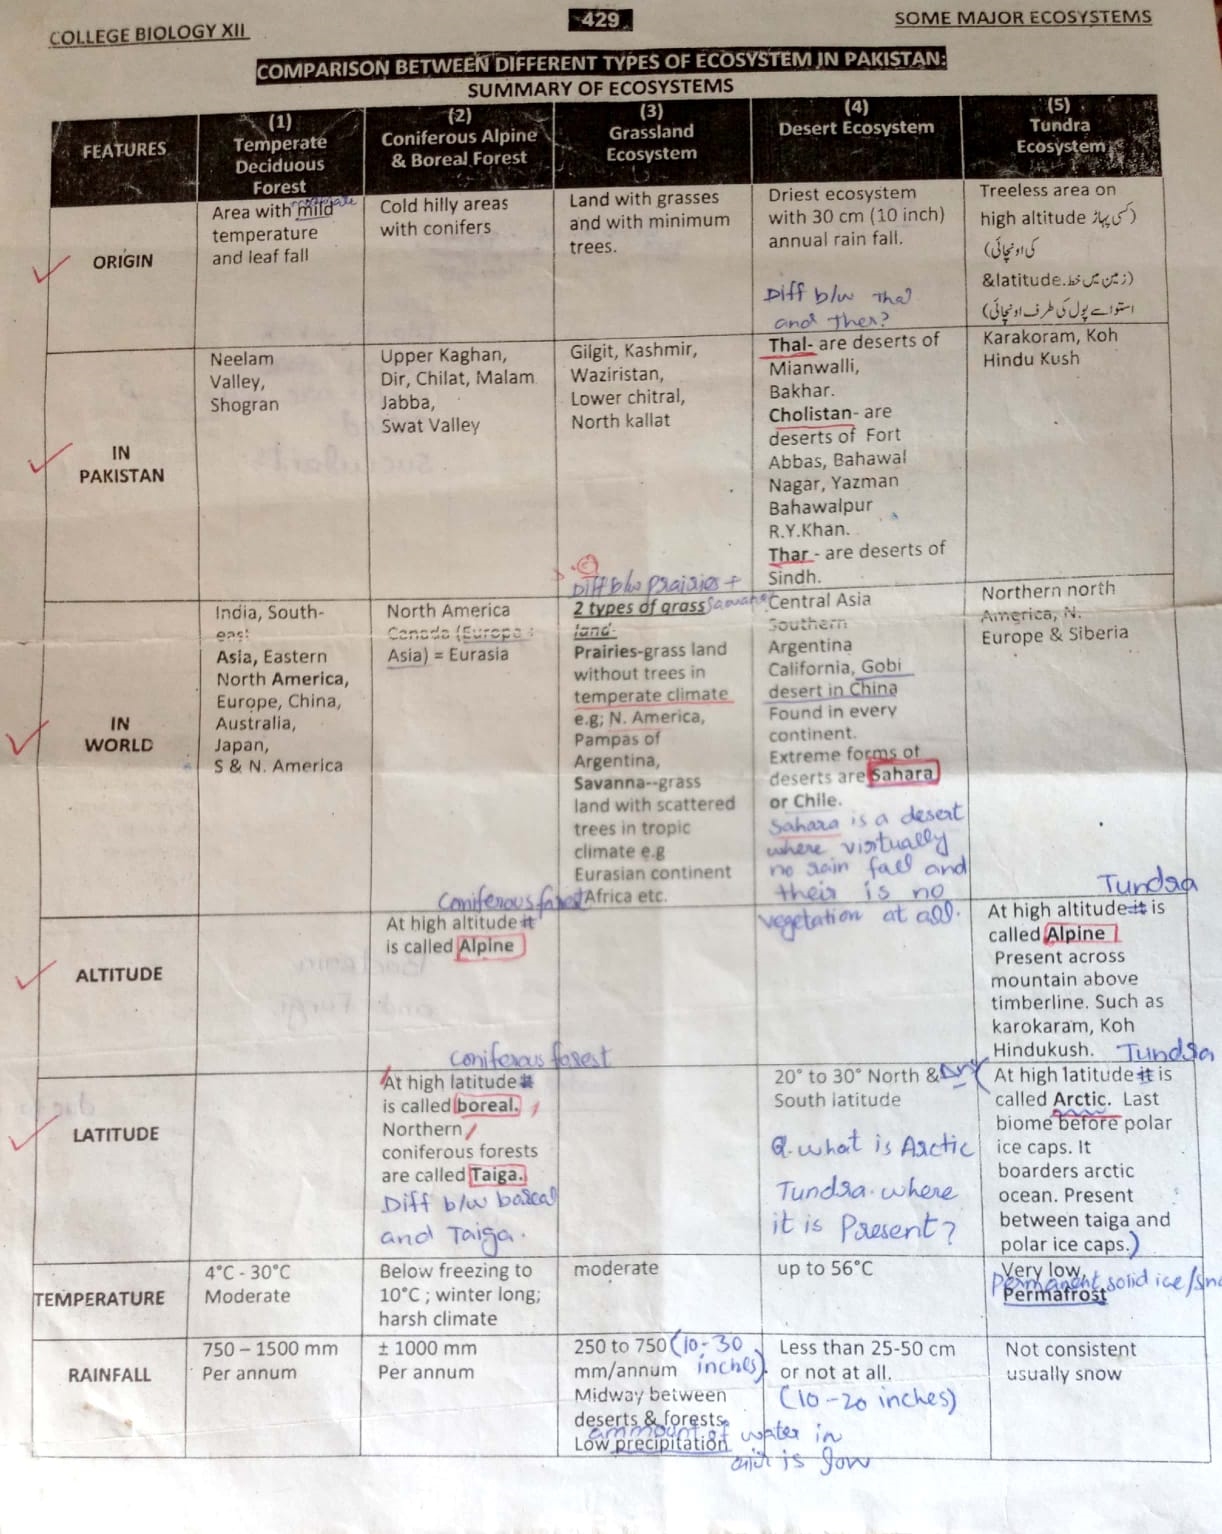 COLLEGE BIOLOGY XII
429
SOME MAJOR ECOSYSTEMS
COMPARISON BETWEEN DIFFERENT TYPES OF ECOSYSTEM IN PAKISTAN:
SUMMARY OF ECOSYSTEMS
FEATURES
(1)
Temperate
Deciduous
Forest
(2)
Coniferous Alpine
& Boreal Forest
(3)
Grassland
Ecosystem
(4)
Desert Ecosystem
(5)
Tundra
Ecosystem
ORIGIN
Area with mild
temperature
and leaf fall
Cold hilly areas
with conifers
Land with grasses
and with minimum
trees.
Driest ecosystem
with 30 cm (10 inch)
annual rain fall.
Diff b/w Thal
and Ther?
Treeless area on
high altitude (کسی پہاڑ
کی اونچائی)
&latitude. (زمین میں خط
استوا سے پول کی طرف اونچائی)
IN
PAKISTAN
Neelam
Valley,
Shogran
Upper Kaghan,
Dir, Chilat, Malam
Jabba,
Swat Valley
Gilgit, Kashmir,
Waziristan,
Lower chitral,
North kallat
Thal- are deserts of
Mianwalli,
Bakhar.
Cholistan- are
deserts of Fort
Abbas, Bahawal
Nagar, Yazman
Bahawalpur
R.Y.Khan.
Thar - are deserts of
Sindh.
Karakoram, Koh
Hindu Kush
IN
WORLD
India, South-
east
Asia, Eastern
North America,
Europe, China,
Australia,
Japan,
S & N. America
North America
Canada (Europe +
Asia) = Eurasia
Diff b/w Prairies +
Savanna
2 types of grass
land-
Prairies-grass land
without trees in
temperate climate
e.g; N. America,
Pampas of
Argentina,
Savanna--grass
land with scattered
trees in tropic
climate e.g
Eurasian continent
Africa etc.
Central Asia
Southern
Argentina
California, Gobi
desert in China
Found in every
continent.
Extreme forms of
deserts are Sahara
or Chile.
Sahara is a desert
where virtually
no rain fall and
their is no
vegetation at all.
Northern north
America, N.
Europe & Siberia
ALTITUDE
Coniferous forest
At high altitude it
is called Alpine
Tundra
At high altitude it is
called Alpine
Present across
mountain above
timberline. Such as
karokaram, Koh
Hindukush.
LATITUDE
Coniferous forest
At high latitude it
is called boreal.
Northern
coniferous forests
are called Taiga.
Diff b/w boreal
and Taiga.
20° to 30° North &
South latitude
Q. what is Arctic
Tundra. where
it is Present?
Tundra
At high latitude it is
called Arctic. Last
biome before polar
ice caps. It
boarders arctic
ocean. Present
between taiga and
polar ice caps.)
TEMPERATURE
4°C - 30°C
Moderate
Below freezing to
10°C ; winter long;
harsh climate
moderate
up to 56°C
Very low,
Permanent solid ice/
Permafrost
RAINFALL
750 – 1500 mm
Per annum
± 1000 mm
Per annum
250 to 750 (10-30
mm/annum inches).
Midway between
deserts & forests.
Low precipitation
ammount of water in
air is low
Less than 25-50 cm
or not at all.
(10-20 inches)
Not consistent
usually snow